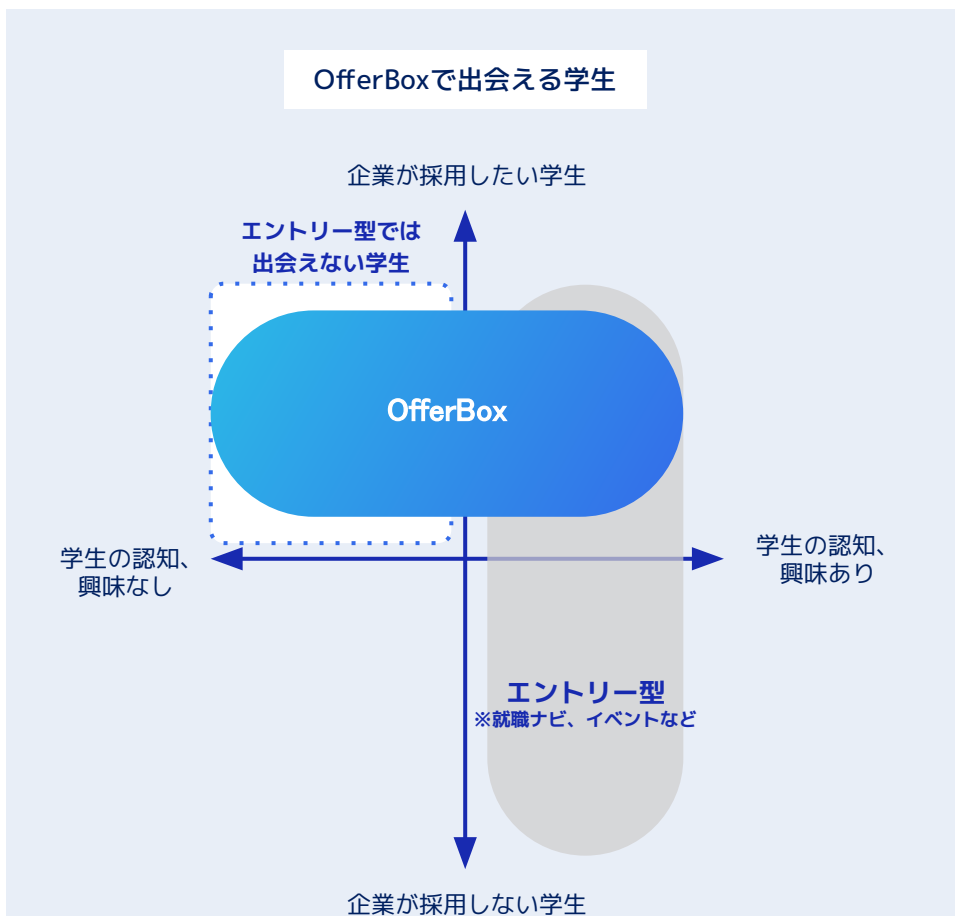 OfferBoxで出会える学生
企業が採用したい学生
エントリー型では
出会えない学生
OfferBox
学生の認知、
興味なし
学生の認知、
興味あり
エントリー型
※就職ナビ、イベントなど
企業が採用しない学生